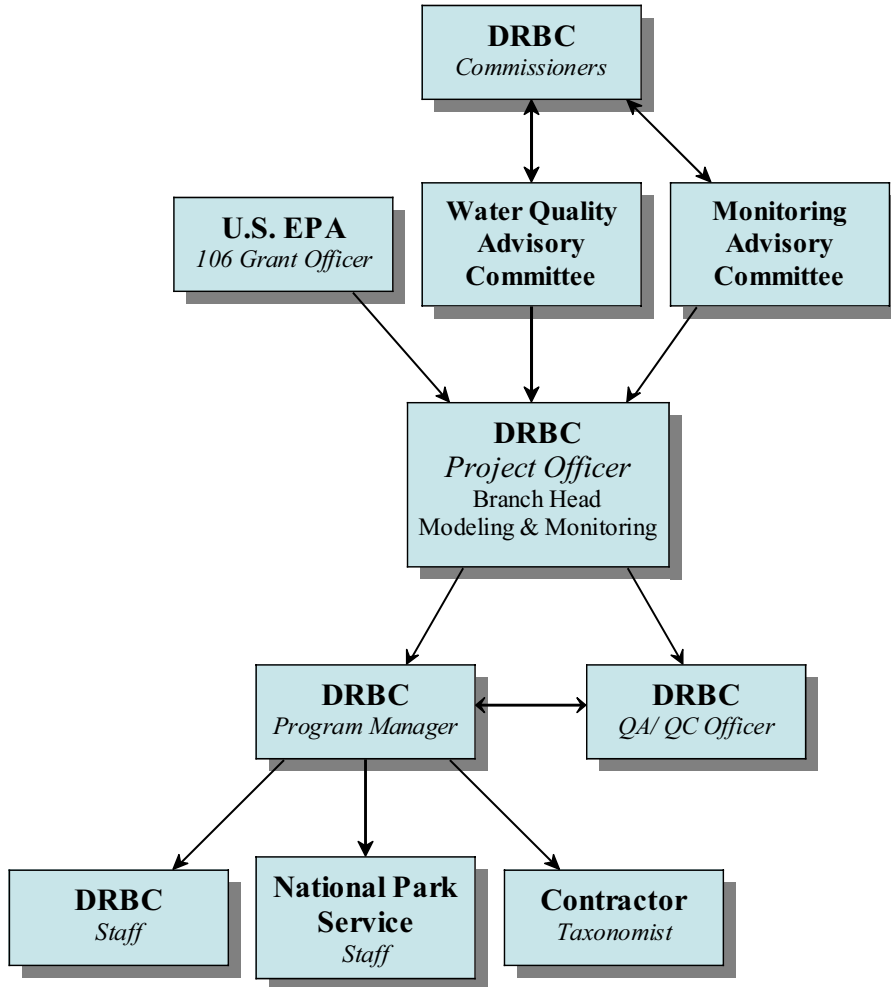 DRBC
Commissioners
U.S. EPA
106 Grant Officer
Water Quality
Advisory
Committee
Monitoring
Advisory
Committee
DRBC
Project Officer
Branch Head
Modeling & Monitoring
DRBC
Program Manager
DRBC
QA/ QC Officer
DRBC
Staff
National Park
Service
Staff
Contractor
Taxonomist